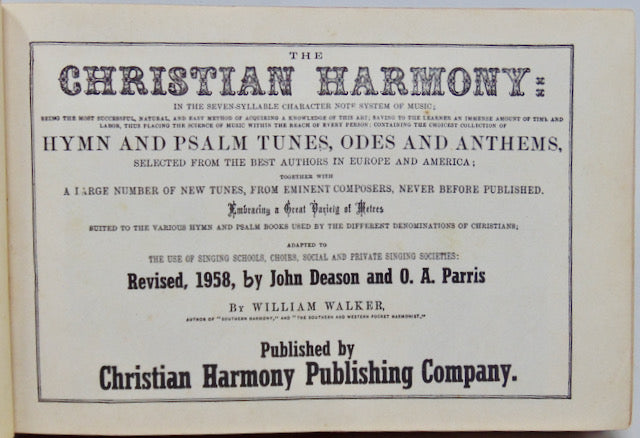 THE
CHRISTIAN HARMONY:
IN THE SEVEN-SYLLABLE CHARACTER NOTE SYSTEM OF MUSIC;
BEING THE MOST SUCCESSFUL, NATURAL, AND EASY METHOD OF ACQUIRING A KNOWLEDGE OF THIS ART; SAVING TO THE LEARNER AN IMMENSE AMOUNT OF TIME AND
LABOR, THUS PLACING THE SCIENCE OF MUSIC WITHIN THE REACH OF EVERY PERSON: CONTAINING THE CHOICEST COLLECTION OF
HYMN AND PSALM TUNES, ODES AND ANTHEMS,
SELECTED FROM THE BEST AUTHORS IN EUROPE AND AMERICA;
TOGETHER WITH
A LARGE NUMBER OF NEW TUNES, FROM EMINENT COMPOSERS, NEVER BEFORE PUBLISHED.
Embracing a Great Variety of Metres
SUITED TO THE VARIOUS HYMN AND PSALM BOOKS USED BY THE DIFFERENT DENOMINATIONS OF CHRISTIANS;
ADAPTED TO
THE USE OF SINGING SCHOOLS, CHOIRS, SOCIAL AND PRIVATE SINGING SOCIETIES:
Revised, 1958, by John Deason and O. A. Parris
BY WILLIAM WALKER,
AUTHOR OF "SOUTHERN HARMONY," AND "THE SOUTHERN AND WESTERN POCKET HARMONIST,"
Published by
Christian Harmony Publishing Company.